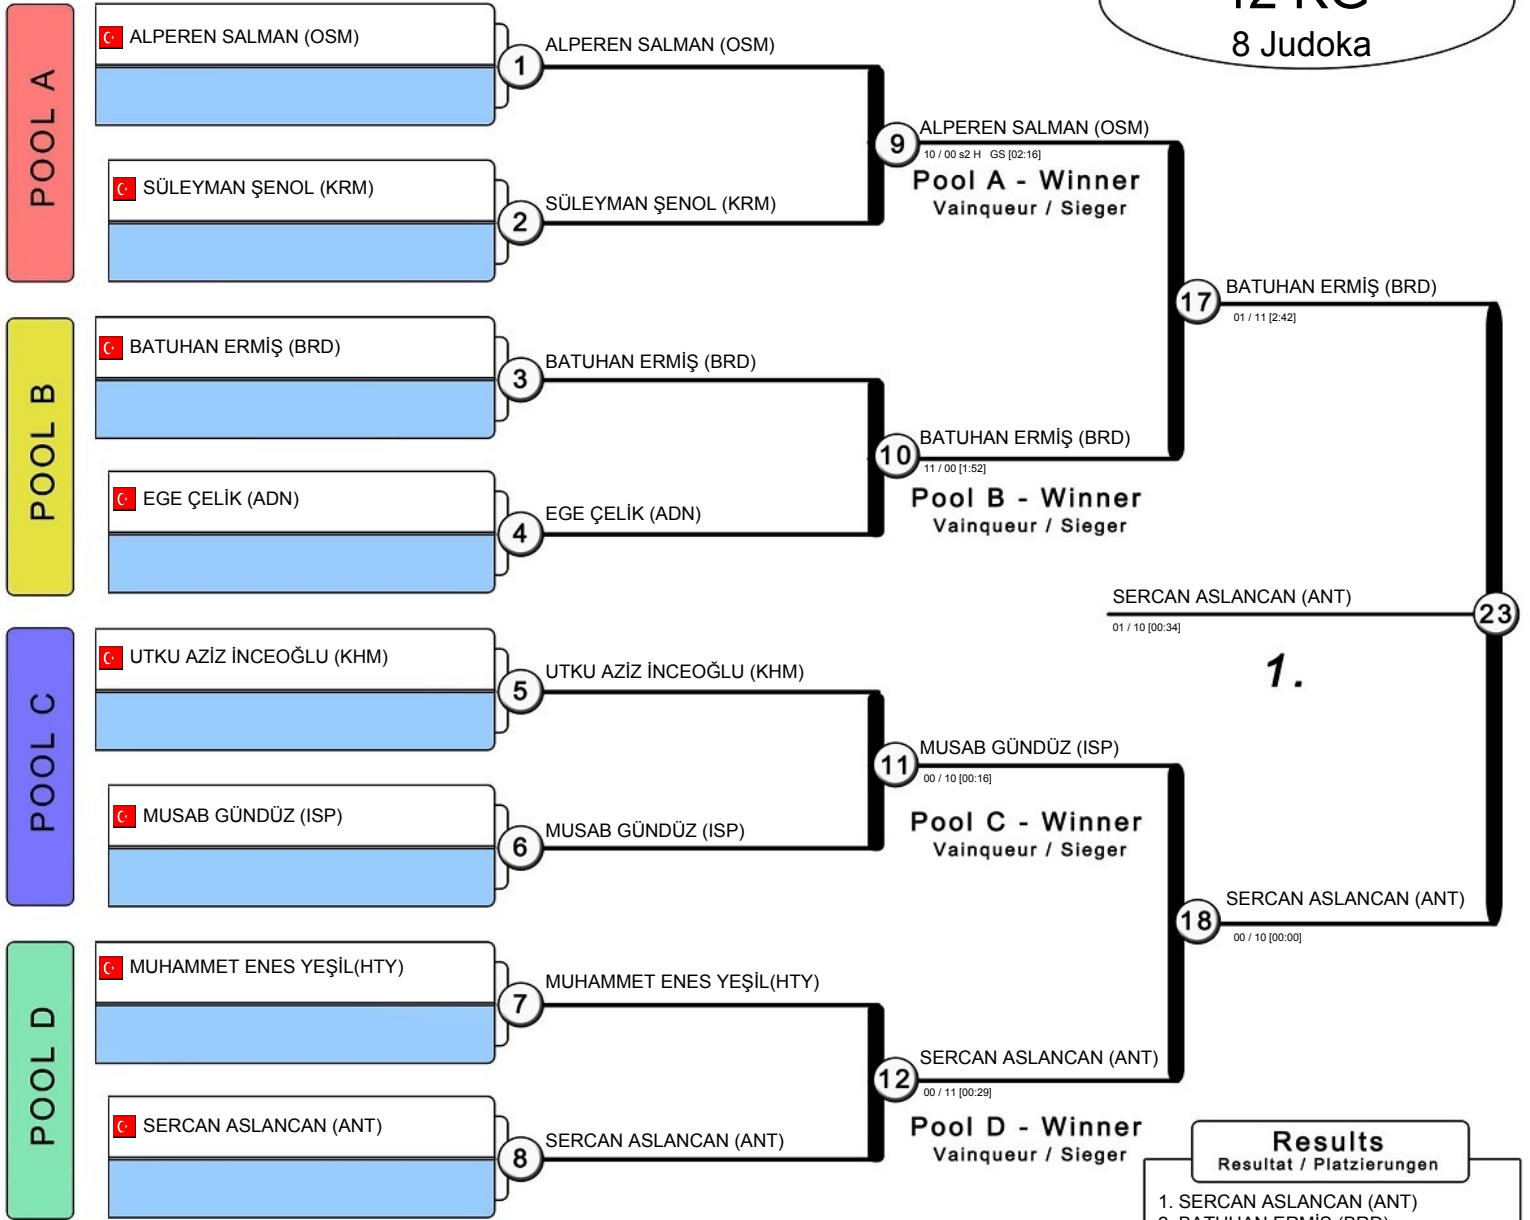 KG
8 Judoka
POOL A
ALPEREN SALMAN (OSM)
1
ALPEREN SALMAN (OSM)
SÜLEYMAN ŞENOL (KRM)
2
SÜLEYMAN ŞENOL (KRM)
9
ALPEREN SALMAN (OSM)
10 / 00 s2 H GS [02:16]
Pool A - Winner
Vainqueur / Sieger
POOL B
BATUHAN ERMİŞ (BRD)
3
BATUHAN ERMİŞ (BRD)
EGE ÇELİK (ADN)
4
EGE ÇELİK (ADN)
10
BATUHAN ERMİŞ (BRD)
11 / 00 [1:52]
Pool B - Winner
Vainqueur / Sieger
17
BATUHAN ERMİŞ (BRD)
01 / 11 [2:42]
POOL C
UTKU AZİZ İNCEOĞLU (KHM)
5
UTKU AZİZ İNCEOĞLU (KHM)
MUSAB GÜNDÜZ (ISP)
6
MUSAB GÜNDÜZ (ISP)
11
MUSAB GÜNDÜZ (ISP)
00 / 10 [00:16]
Pool C - Winner
Vainqueur / Sieger
POOL D
MUHAMMET ENES YEŞİL(HTY)
7
MUHAMMET ENES YEŞİL(HTY)
SERCAN ASLANCAN (ANT)
8
SERCAN ASLANCAN (ANT)
12
SERCAN ASLANCAN (ANT)
00 / 11 [00:29]
Pool D - Winner
Vainqueur / Sieger
18
SERCAN ASLANCAN (ANT)
00 / 10 [00:00]
SERCAN ASLANCAN (ANT)
23
01 / 10 [00:34]
1.
Results
Resultat / Platzierungen
1. SERCAN ASLANCAN (ANT)
2. BATUHAN ERMİŞ (BRD)